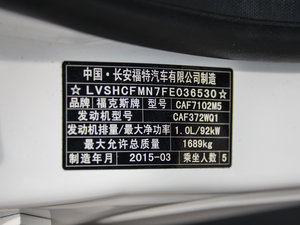 中国·长安福特汽车有限公司制造
☆LVSHCFMN7FE036530☆
品牌 福克斯牌 型号 CAF7102M5
发动机型号 CAF372WQ1
发动机排量/最大净功率 1.0L/92kW
最大允许总质量 1689kg
制造年月 2015-03 乘坐人数 5